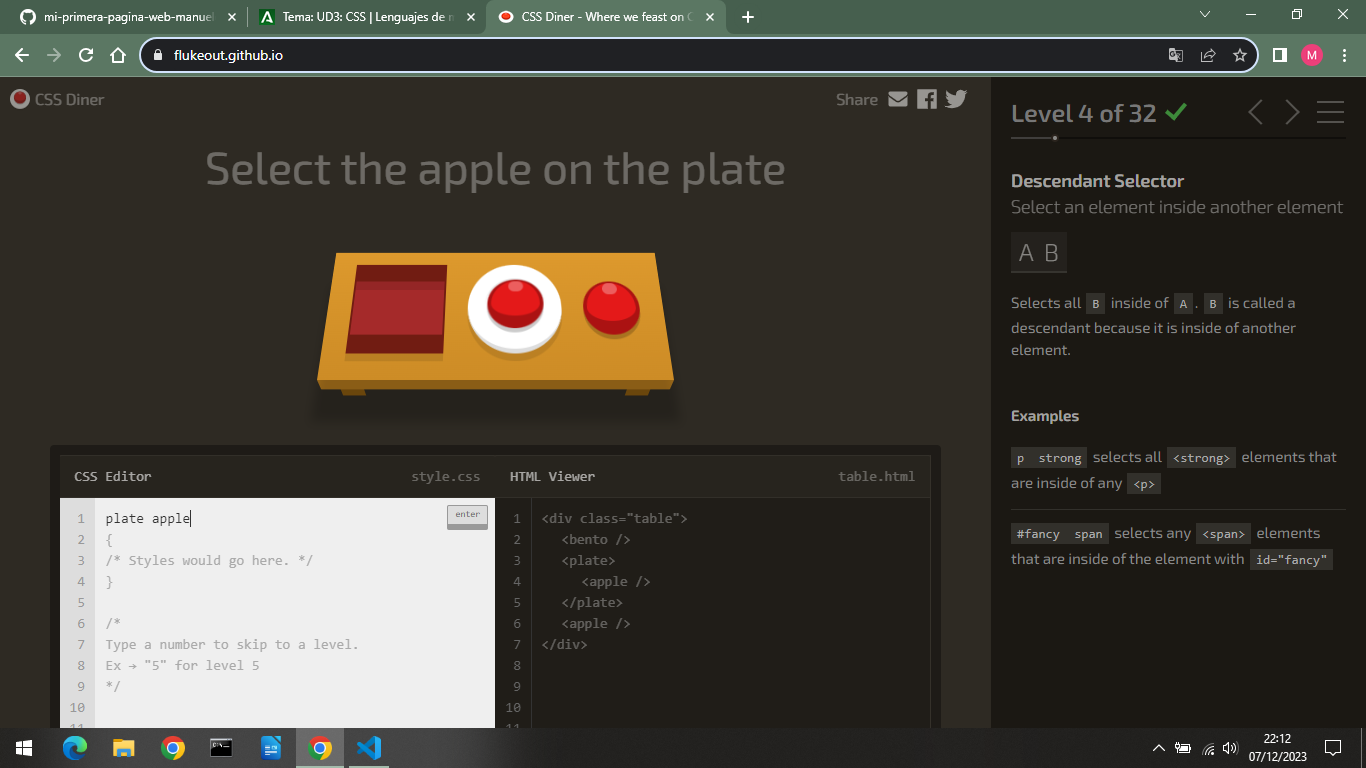 mi-primera-pagina-web-manuel
Tema: UD3: CSS | Lenguajes de m
CSS Diner - Where we feast on C
flukeout.github.io
M
CSS Diner
Share
Level 4 of 32
Select the apple on the plate
Descendant Selector
Select an element inside another element
A B
Selects all B inside of A . B is called a
descendant because it is inside of another
element.
Examples
p strong selects all <strong> elements that
are inside of any <p>
#fancy span selects any <span> elements
that are inside of the element with id="fancy"
CSS Editor style.css
1 plate apple
enter
2 {
3 /* Styles would go here. */
4 }
5
6 /*
7 Type a number to skip to a level.
8 Ex → "5" for level 5
9 */
10
11
HTML Viewer table.html
1 <div class="table">
2 <bento />
3 <plate>
4 <apple />
5 </plate>
6 <apple />
7 </div>
8
9
10
11
22:12
07/12/2023